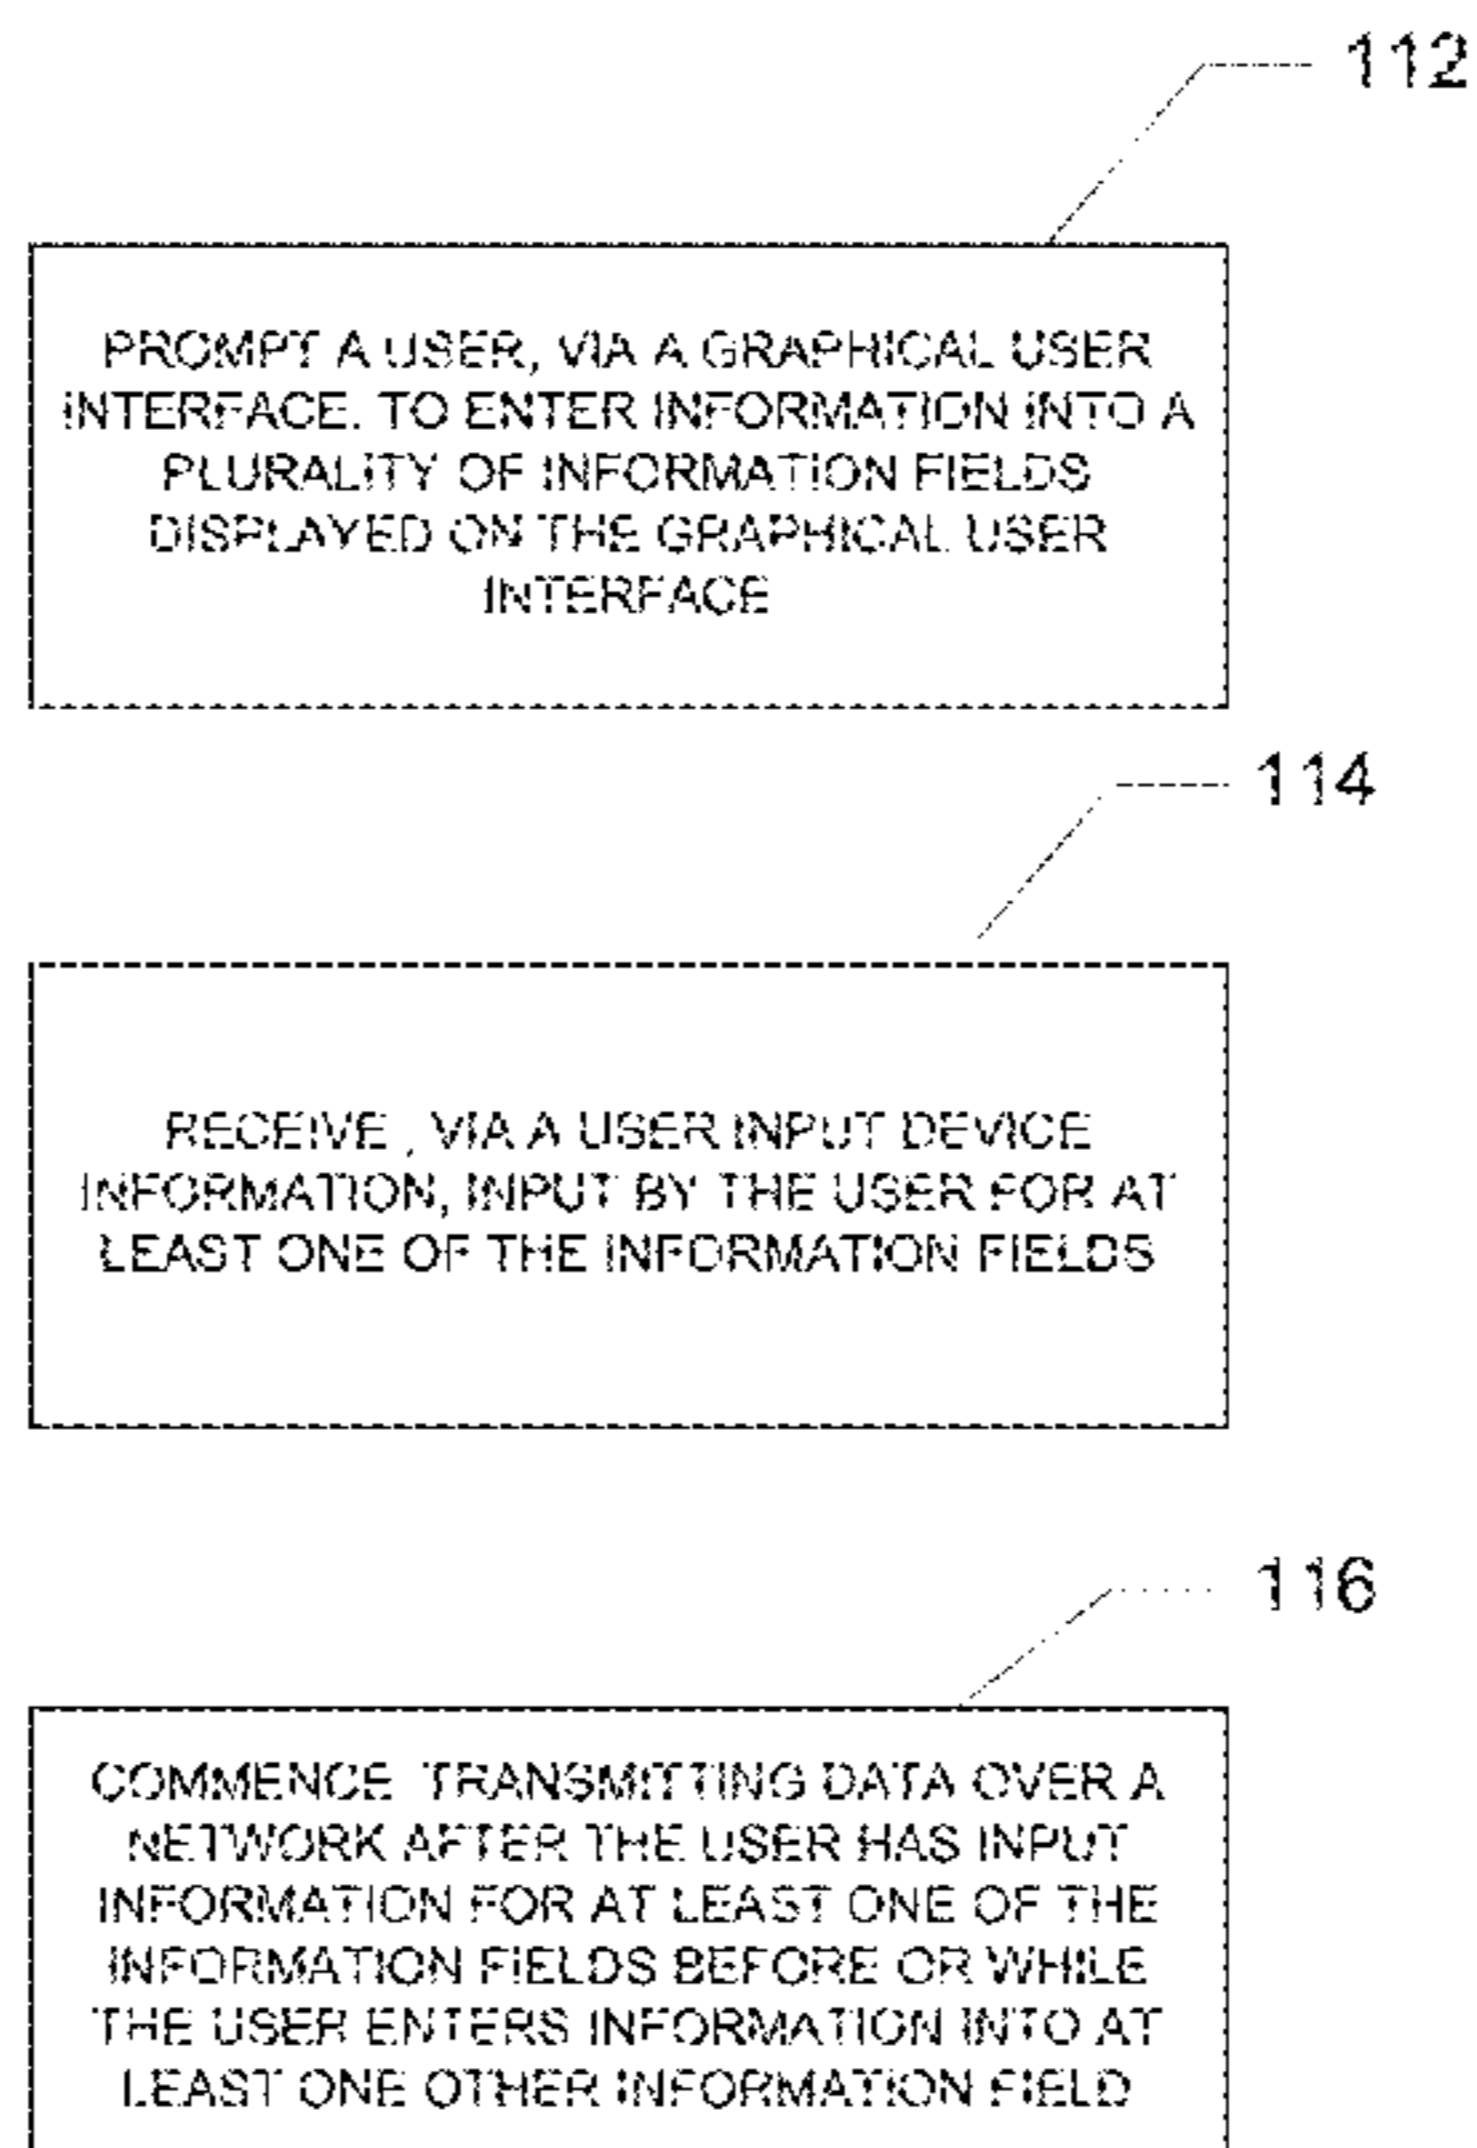 112
PROMPT A USER, VIA A GRAPHICAL USER
INTERFACE. TO ENTER INFORMATION INTO A
PLURALITY OF INFORMATION FIELDS
DISPLAYED ON THE GRAPHICAL USER
INTERFACE
114
RECEIVE , VIA A USER INPUT DEVICE
INFORMATION, INPUT BY THE USER FOR AT
LEAST ONE OF THE INFORMATION FIELDS
116
COMMENCE TRANSMITTING DATA OVER A
NETWORK AFTER THE USER HAS INPUT
INFORMATION FOR AT LEAST ONE OF THE
INFORMATION FIELDS BEFORE OR WHILE
THE USER ENTERS INFORMATION INTO AT
LEAST ONE OTHER INFORMATION FIELD